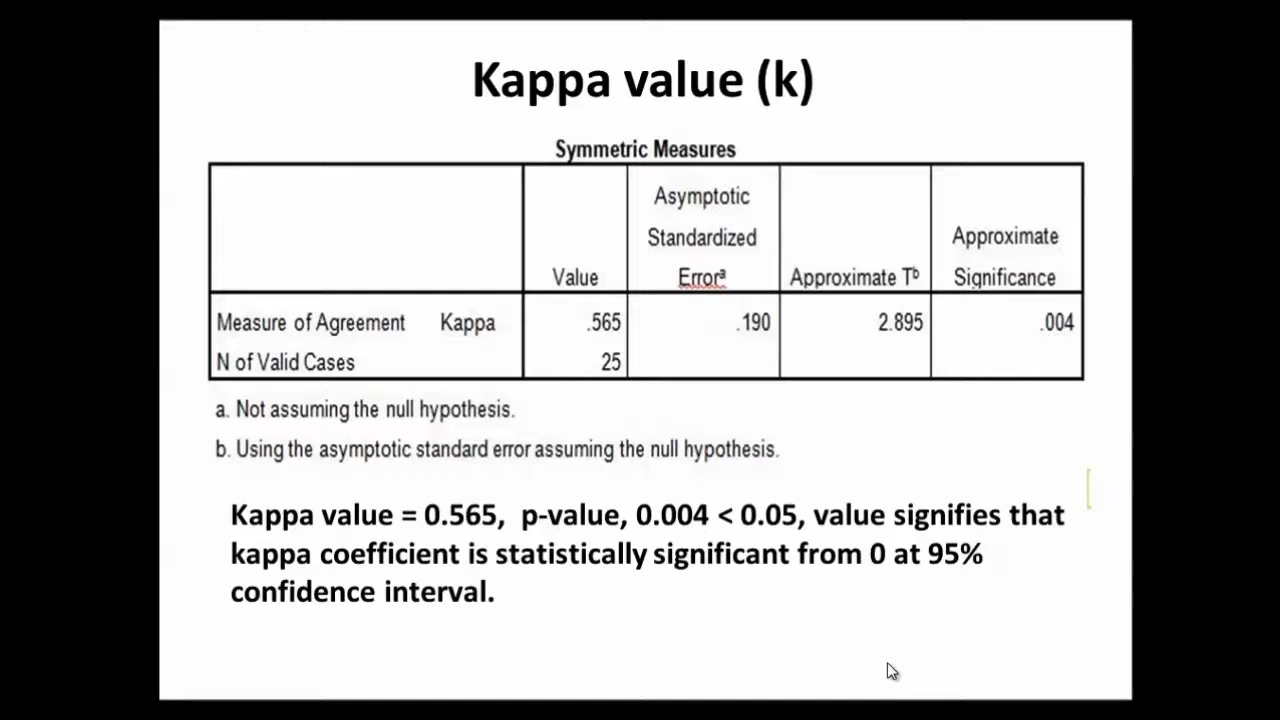 Kappa value (k)
Symmetric Measures
Asymptotic
Standardized
Approximate
Value
Errorᵃ
Approximate Tᵇ
Significance
Measure of Agreement Kappa .565 .190 2.895 .004
N of Valid Cases 25
a. Not assuming the null hypothesis.
b. Using the asymptotic standard error assuming the null hypothesis.
Kappa value = 0.565, p-value, 0.004 < 0.05, value signifies that
kappa coefficient is statistically significant from 0 at 95%
confidence interval.